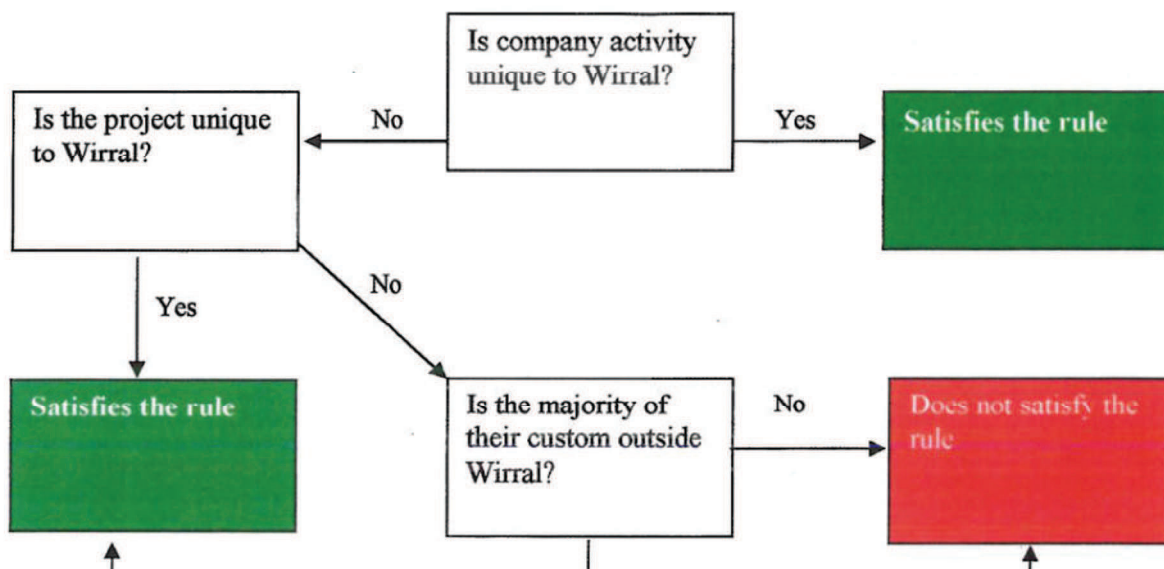 Is company activity
unique to Wirral?
Is the project unique
to Wirral?
No
Yes
Satisfies the rule
No
Yes
Satisfies the rule
Is the majority of
their custom outside
Wirral?
No
Does not satisfy the
rule